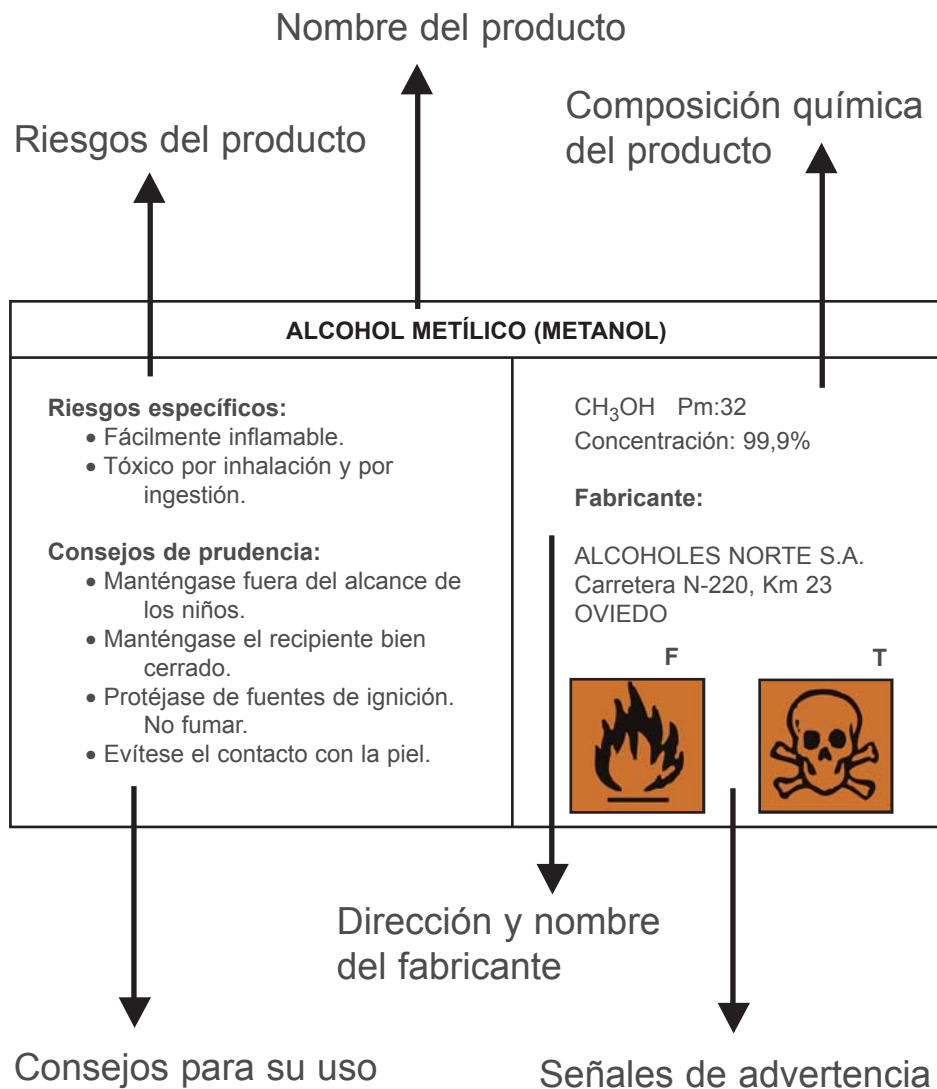 Nombre del producto
Composición química
del producto
Riesgos del producto
ALCOHOL METÍLICO (METANOL)
Riesgos específicos:
• Fácilmente inflamable.
• Tóxico por inhalación y por
ingestión.
Consejos de prudencia:
• Manténgase fuera del alcance de
los niños.
• Manténgase el recipiente bien
cerrado.
• Protéjase de fuentes de ignición.
No fumar.
• Evítese el contacto con la piel.
CH₃OH Pm:32
Concentración: 99,9%
Fabricante:
ALCOHOLES NORTE S.A.
Carretera N-220, Km 23
OVIEDO
F T
Dirección y nombre
del fabricante
Consejos para su uso
Señales de advertencia